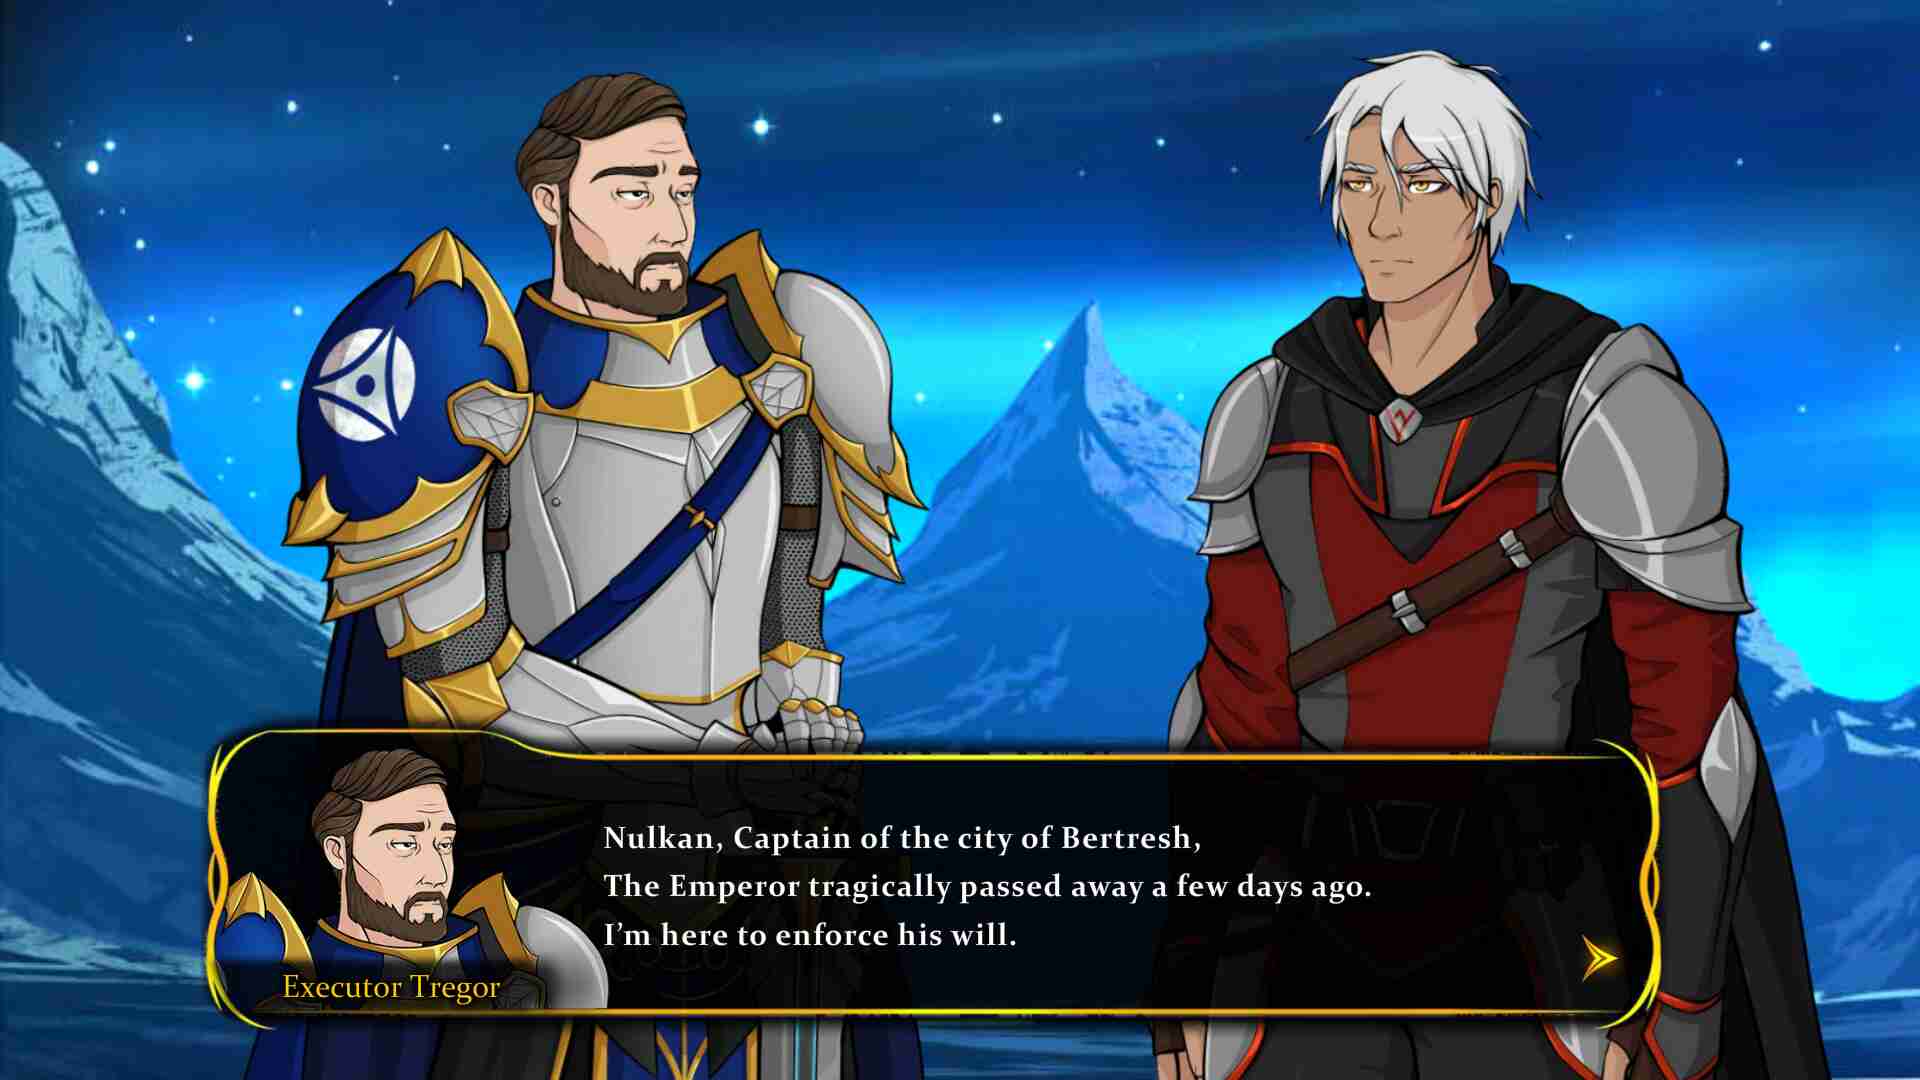 Nulkan, Captain of the city of Bertresh,
The Emperor tragically passed away a few days ago.
I’m here to enforce his will.
Executor Tregor